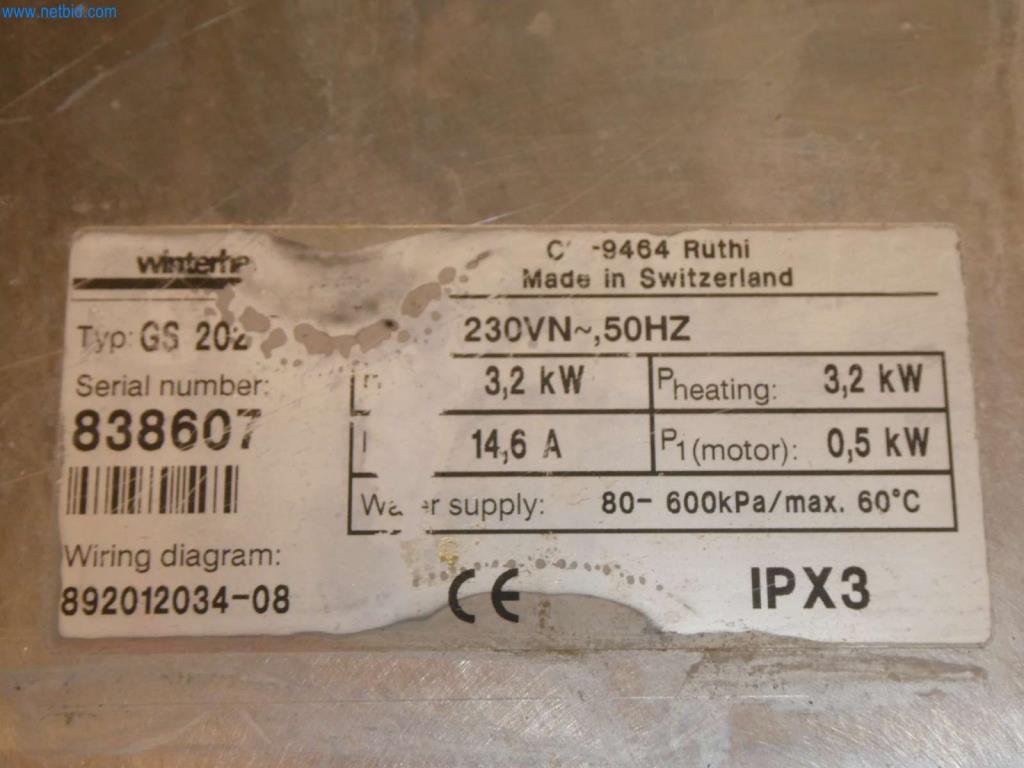 www.netbid.com
winterha
C -9464 Ruthi
Made in Switzerland
Typ: GS 202
230VN~,50HZ
Serial number:
838607
3,2 kW
Pheating: 3,2 kW
14,6 A
P1(motor): 0,5 kW
Water supply: 80- 600kPa/max. 60°C
Wiring diagram:
892012034-08
CE
IPX3